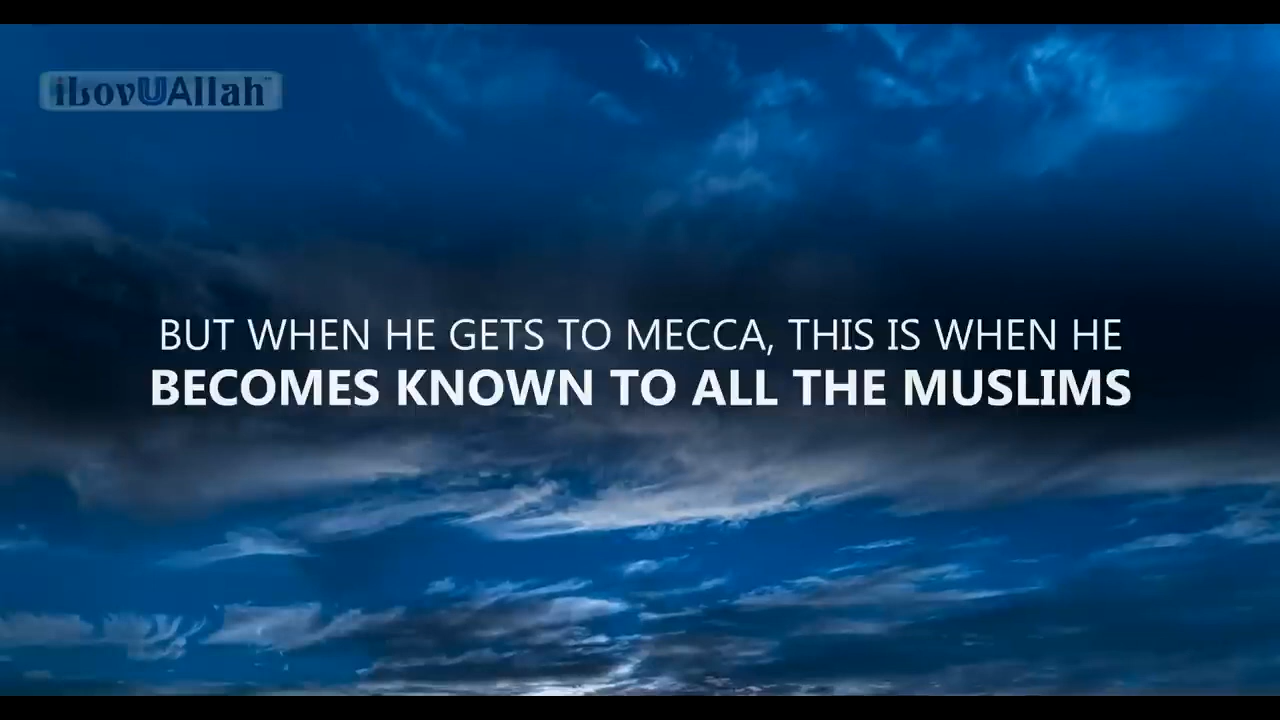 iLovUAllah
BUT WHEN HE GETS TO MECCA, THIS IS WHEN HE
BECOMES KNOWN TO ALL THE MUSLIMS